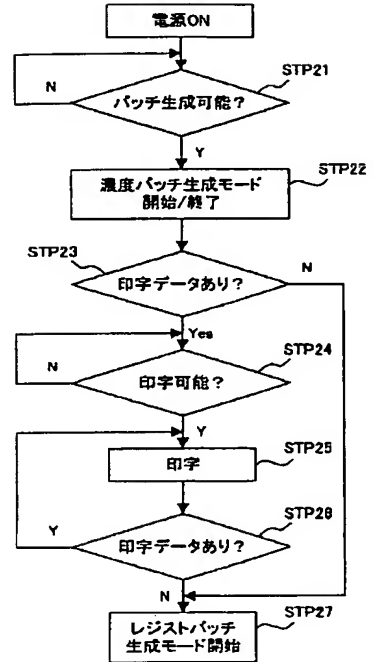 電源ON
STP21
N
パッチ生成可能？
Y
STP22
濃度パッチ生成モード
開始/終了
STP23
N
印字データあり？
Yes
STP24
N
印字可能？
Y
STP25
印字
STP26
Y
印字データあり？
N
STP27
レジストパッチ
生成モード開始